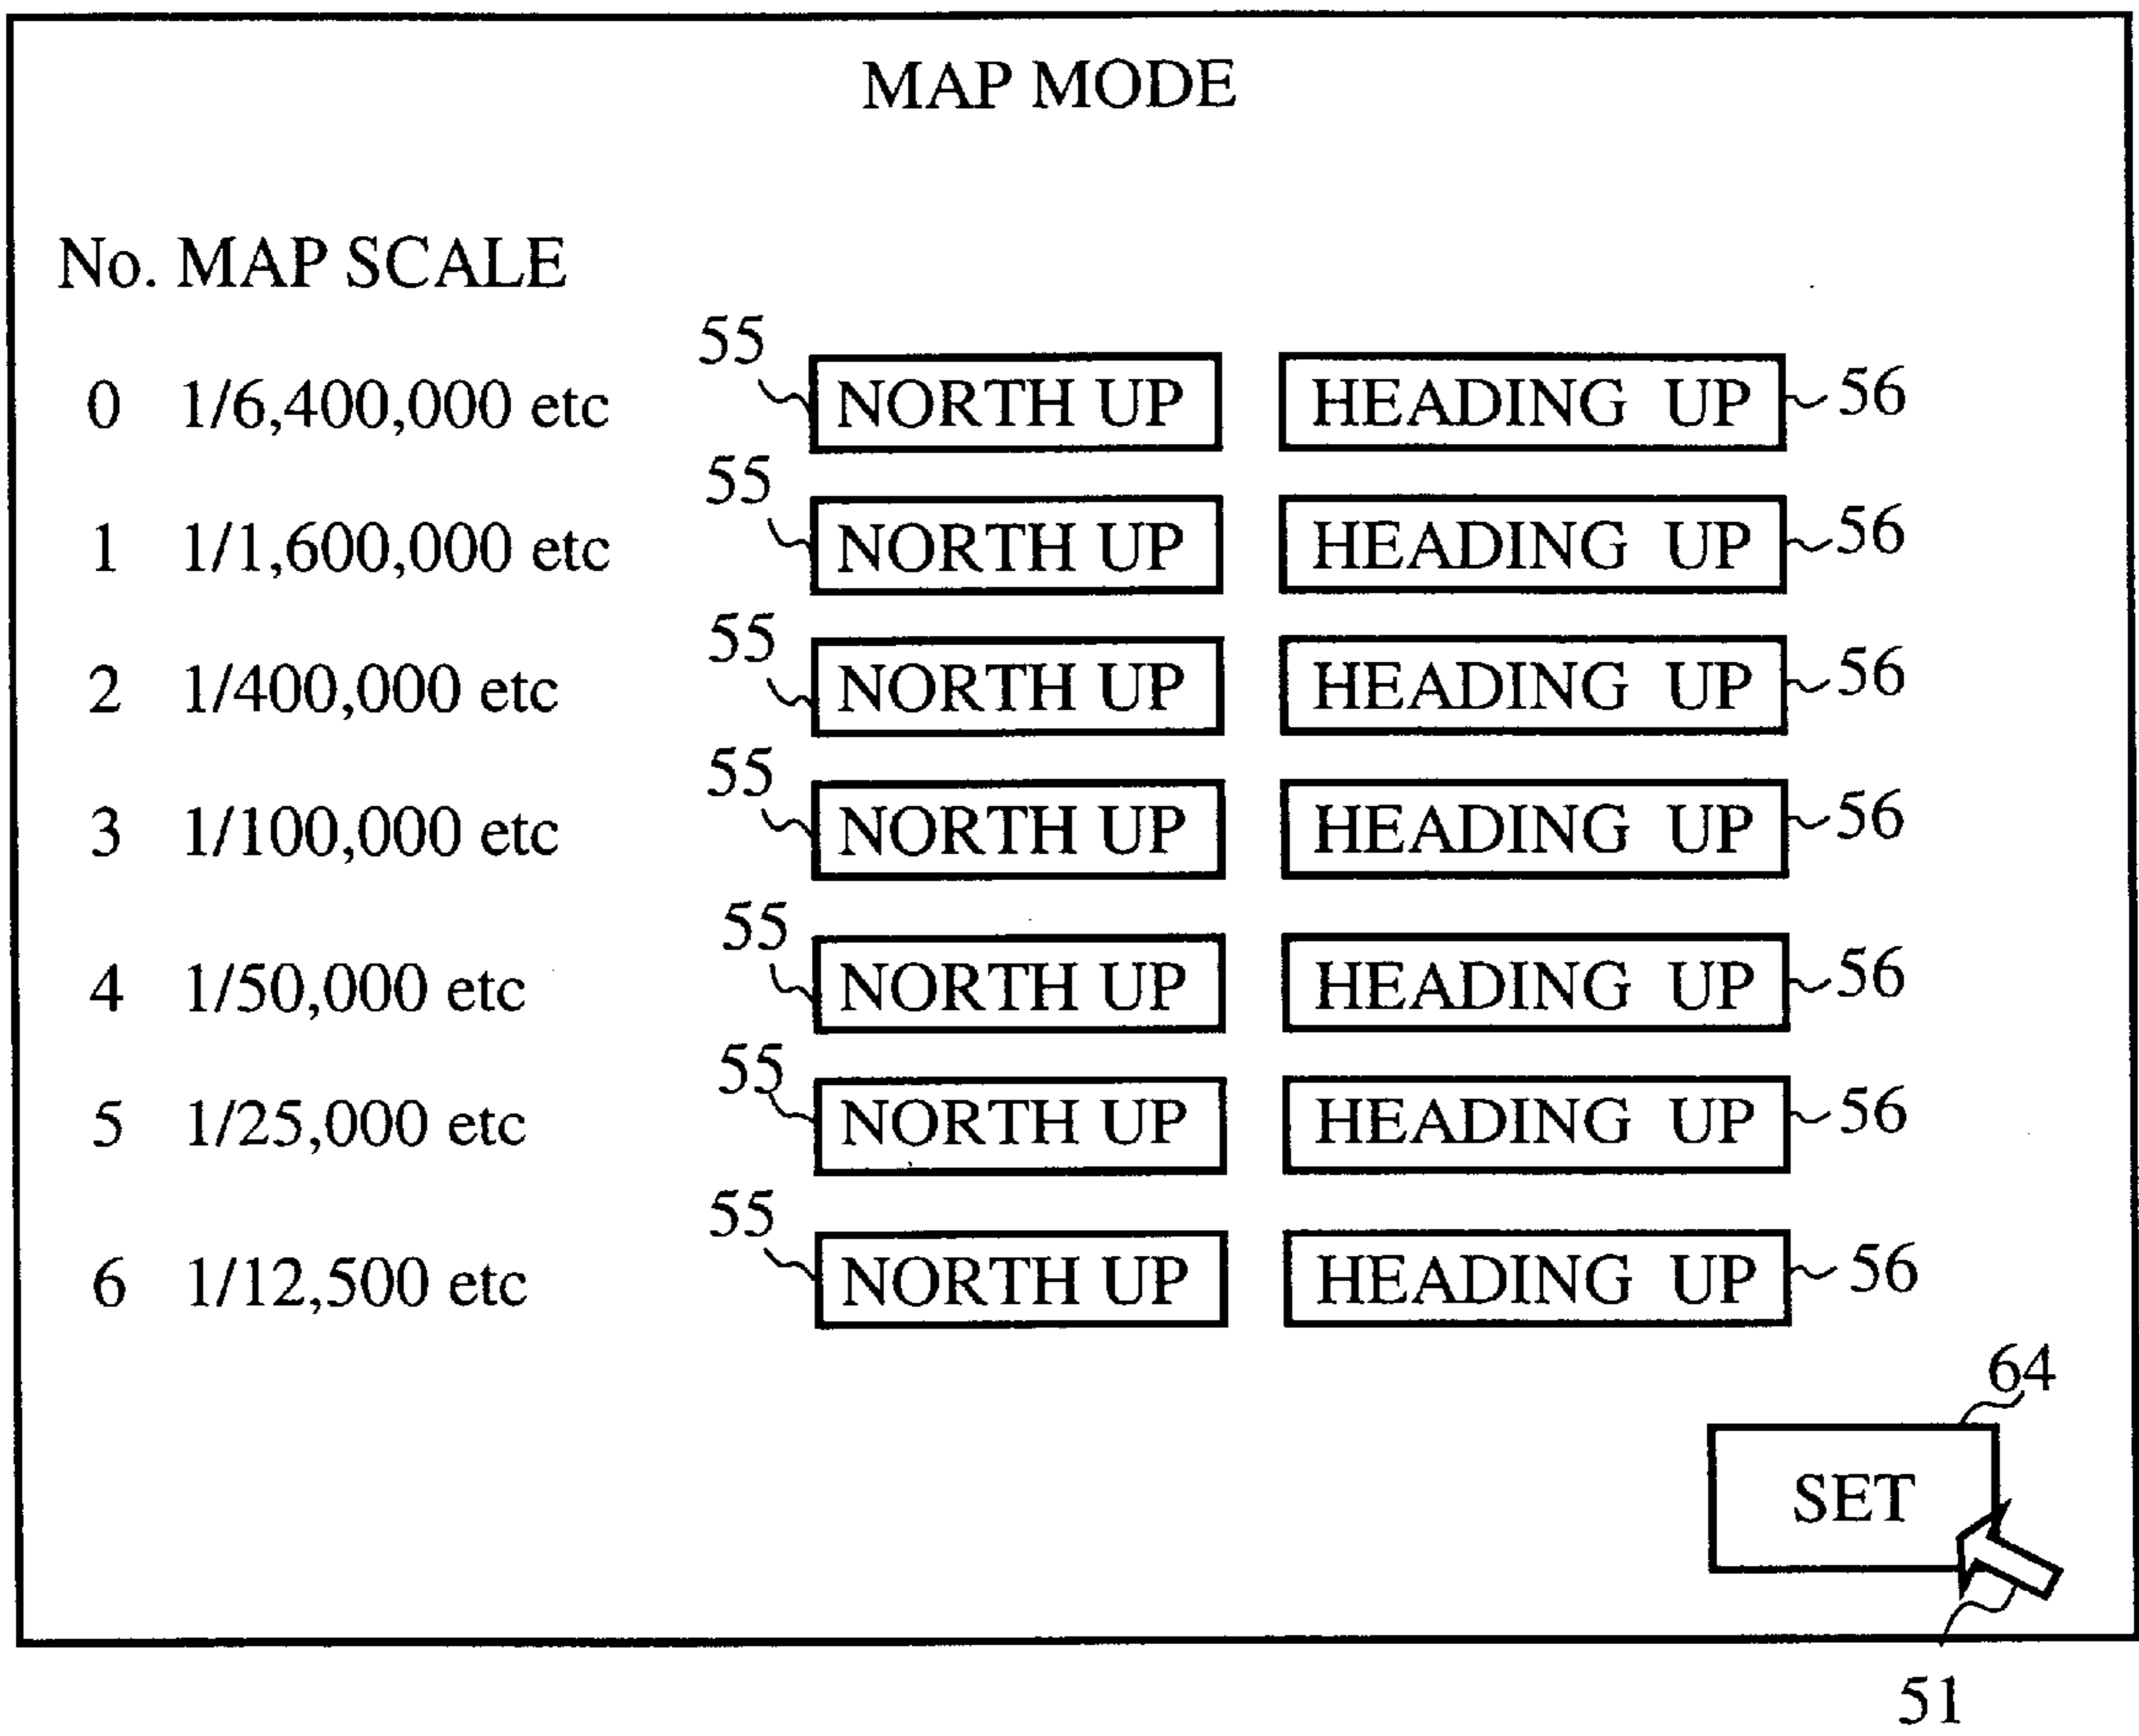 MAP MODE
No. MAP SCALE
55
0 1/6,400,000 etc NORTH UP HEADING UP 56
55
1 1/1,600,000 etc NORTH UP HEADING UP 56
55
2 1/400,000 etc NORTH UP HEADING UP 56
55
3 1/100,000 etc NORTH UP HEADING UP 56
55
4 1/50,000 etc NORTH UP HEADING UP 56
55
5 1/25,000 etc NORTH UP HEADING UP 56
55
6 1/12,500 etc NORTH UP HEADING UP 56
64
SET
51